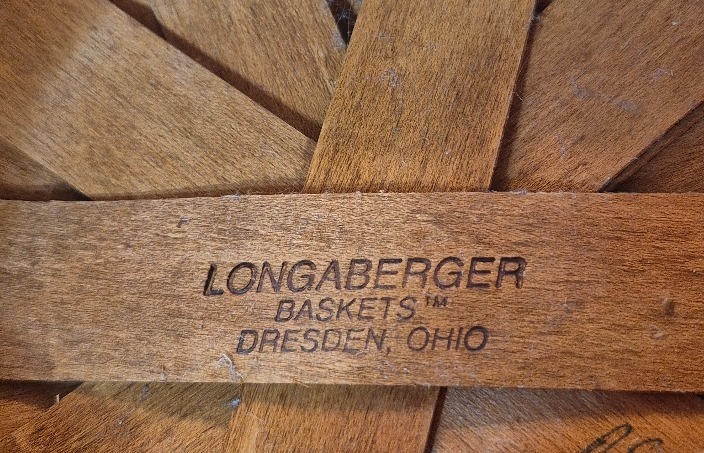 LONGABERGER
BASKETS™
DRESDEN, OHIO